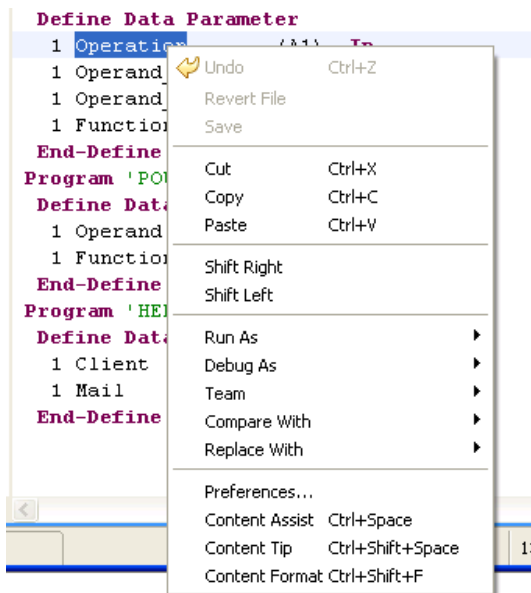 Define Data Parameter
1 Operation (A1) In
1 Operand_
1 Operand_
1 Function
End-Define
Program 'POW
Define Data
1 Operand
1 Function
End-Define
Program 'HEL
Define Data
1 Client
1 Mail
End-Define
Undo Ctrl+Z
Revert File
Save
Cut Ctrl+X
Copy Ctrl+C
Paste Ctrl+V
Shift Right
Shift Left
Run As
Debug As
Team
Compare With
Replace With
Preferences...
Content Assist Ctrl+Space
Content Tip Ctrl+Shift+Space
Content Format Ctrl+Shift+F